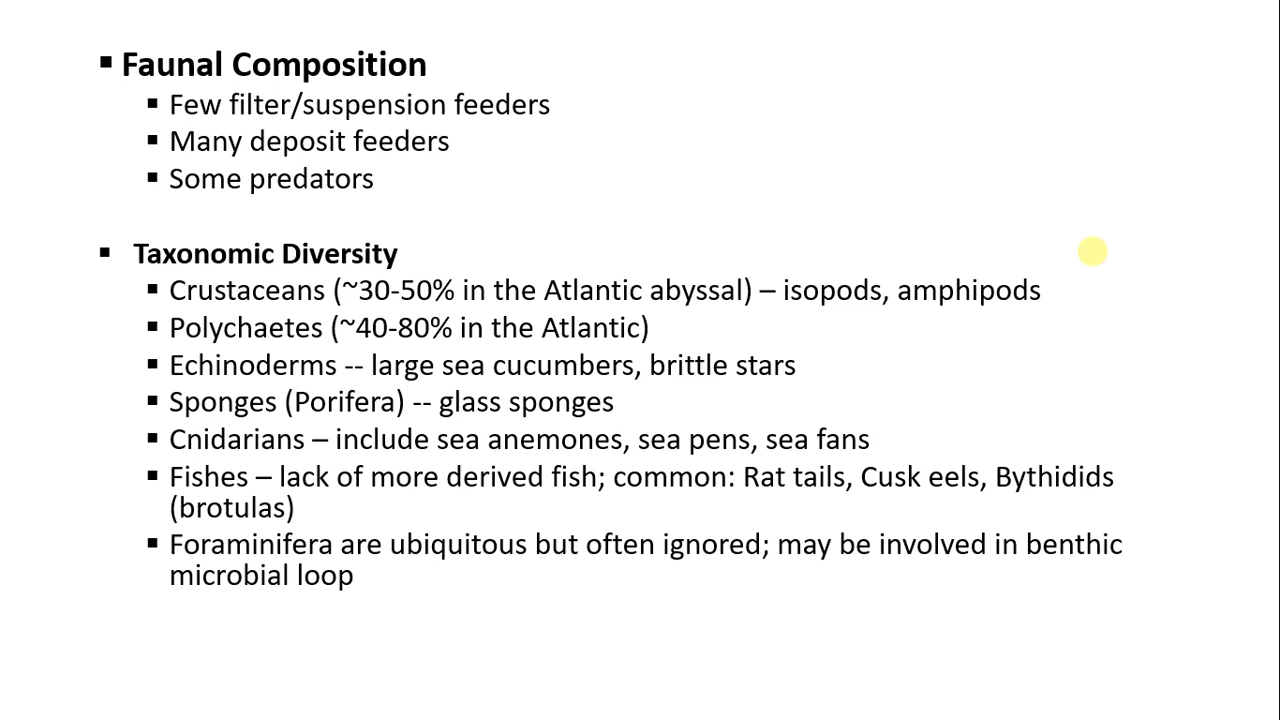 ▪ Faunal Composition
▪ Few filter/suspension feeders
▪ Many deposit feeders
▪ Some predators
▪ Taxonomic Diversity
▪ Crustaceans (~30-50% in the Atlantic abyssal) – isopods, amphipods
▪ Polychaetes (~40-80% in the Atlantic)
▪ Echinoderms -- large sea cucumbers, brittle stars
▪ Sponges (Porifera) -- glass sponges
▪ Cnidarians – include sea anemones, sea pens, sea fans
▪ Fishes – lack of more derived fish; common: Rat tails, Cusk eels, Bythidids
(brotulas)
▪ Foraminifera are ubiquitous but often ignored; may be involved in benthic
microbial loop